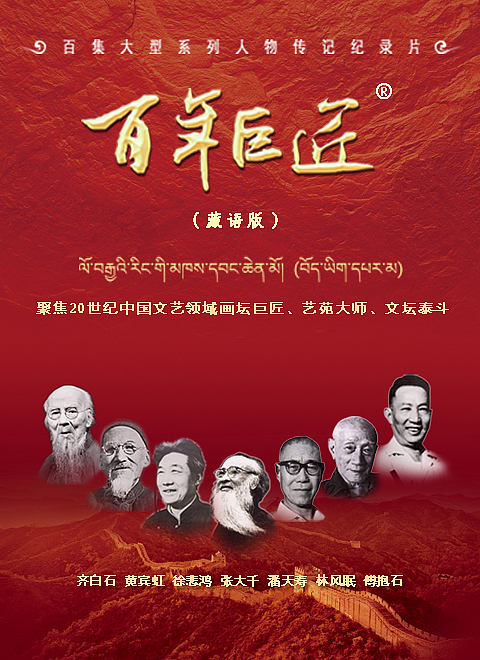 百集大型系列人物传记纪录片
百年巨匠®
(藏语版)
ལོ་བརྒྱའི་རིང་གི་མཁས་དབང་ཆེན་མོ། (བོད་ཡིག་དཔར་མ)
聚焦20世纪中国文艺领域画坛巨匠、艺苑大师、文坛泰斗
齐白石 黄宾虹 徐悲鸿 张大千 潘天寿 林风眠 傅抱石